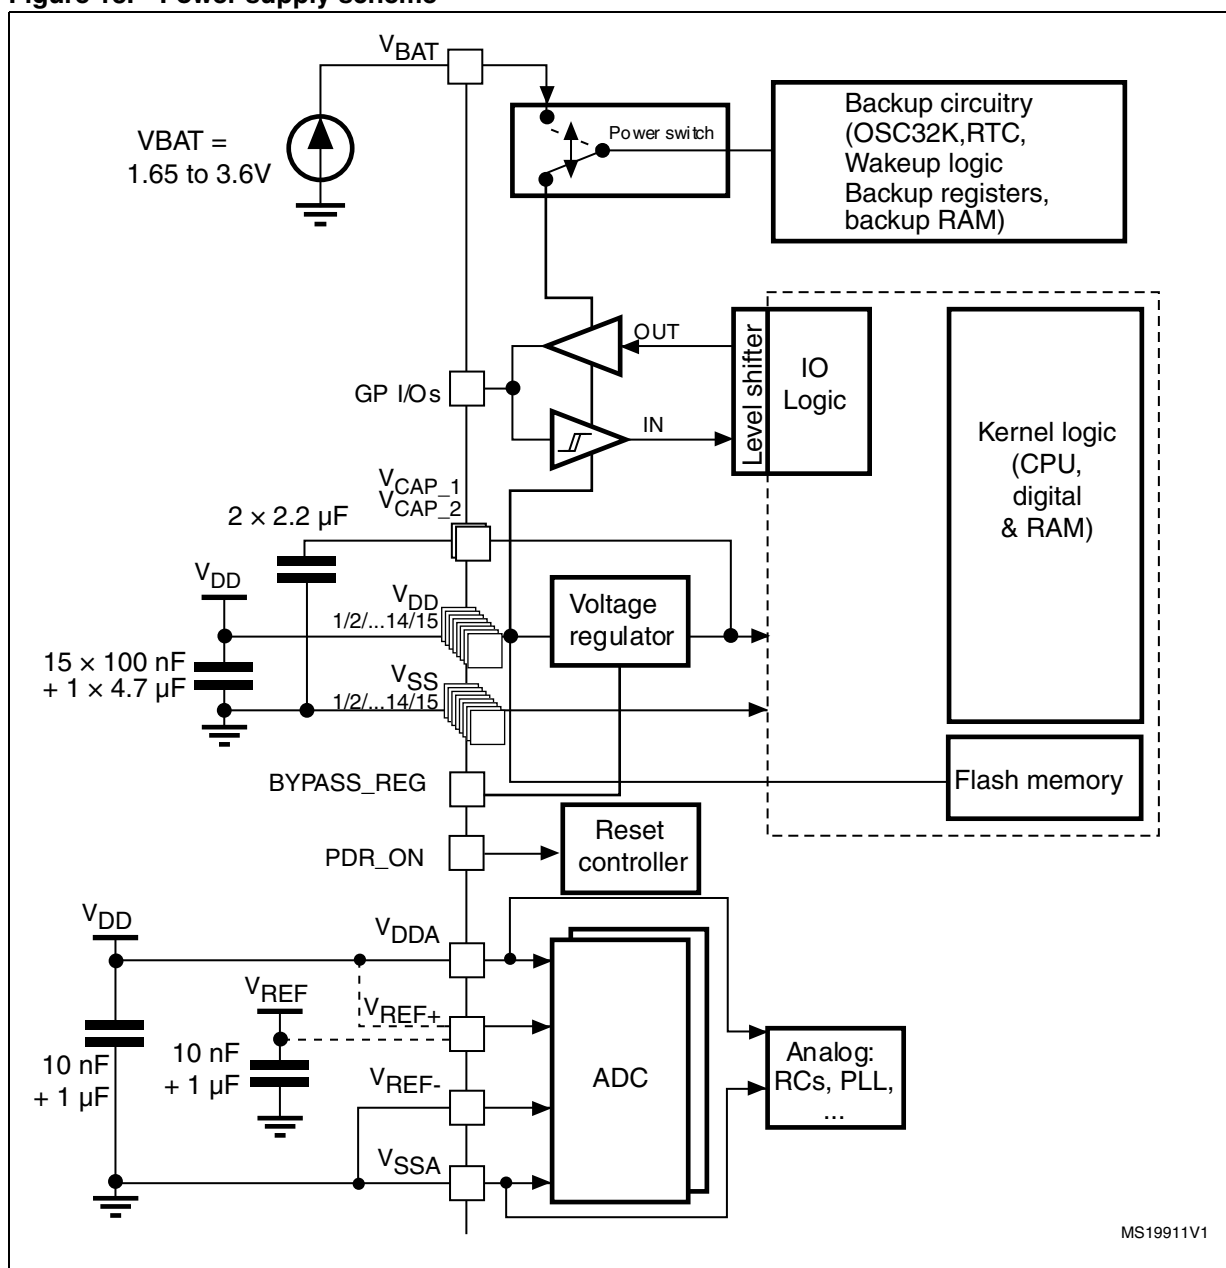 Figure 18. Power supply scheme
VBAT
VBAT =
1.65 to 3.6V
Power switch
Backup circuitry
(OSC32K,RTC,
Wakeup logic
Backup registers,
backup RAM)
OUT
GP I/Os
IN
Level shifter
IO
Logic
Kernel logic
(CPU,
digital
& RAM)
VCAP_1
VCAP_2
2 × 2.2 µF
VDD
VDD
1/2/...14/15
Voltage
regulator
15 × 100 nF
+ 1 × 4.7 µF
VSS
1/2/...14/15
BYPASS_REG
Flash memory
PDR_ON
Reset
controller
VDD
VDDA
VREF
VREF+
10 nF
+ 1 µF
10 nF
+ 1 µF
VREF-
ADC
Analog:
RCs, PLL,
...
VSSA
MS19911V1